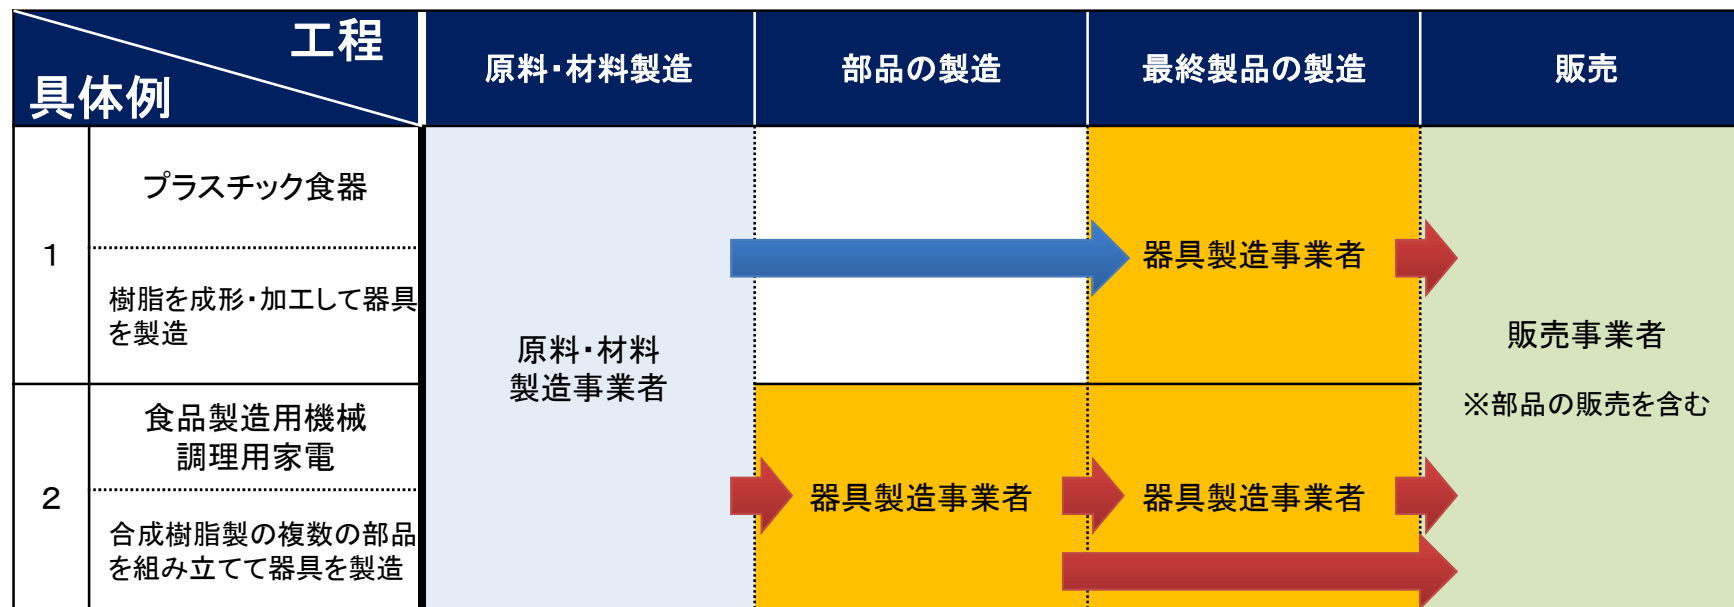 工程
具体例
原料・材料製造
部品の製造
最終製品の製造
販売
1
プラスチック食器
樹脂を成形・加工して器具
を製造
原料・材料
製造事業者
器具製造事業者
販売事業者
※部品の販売を含む
2
食品製造用機械
調理用家電
合成樹脂製の複数の部品
を組み立てて器具を製造
器具製造事業者
器具製造事業者